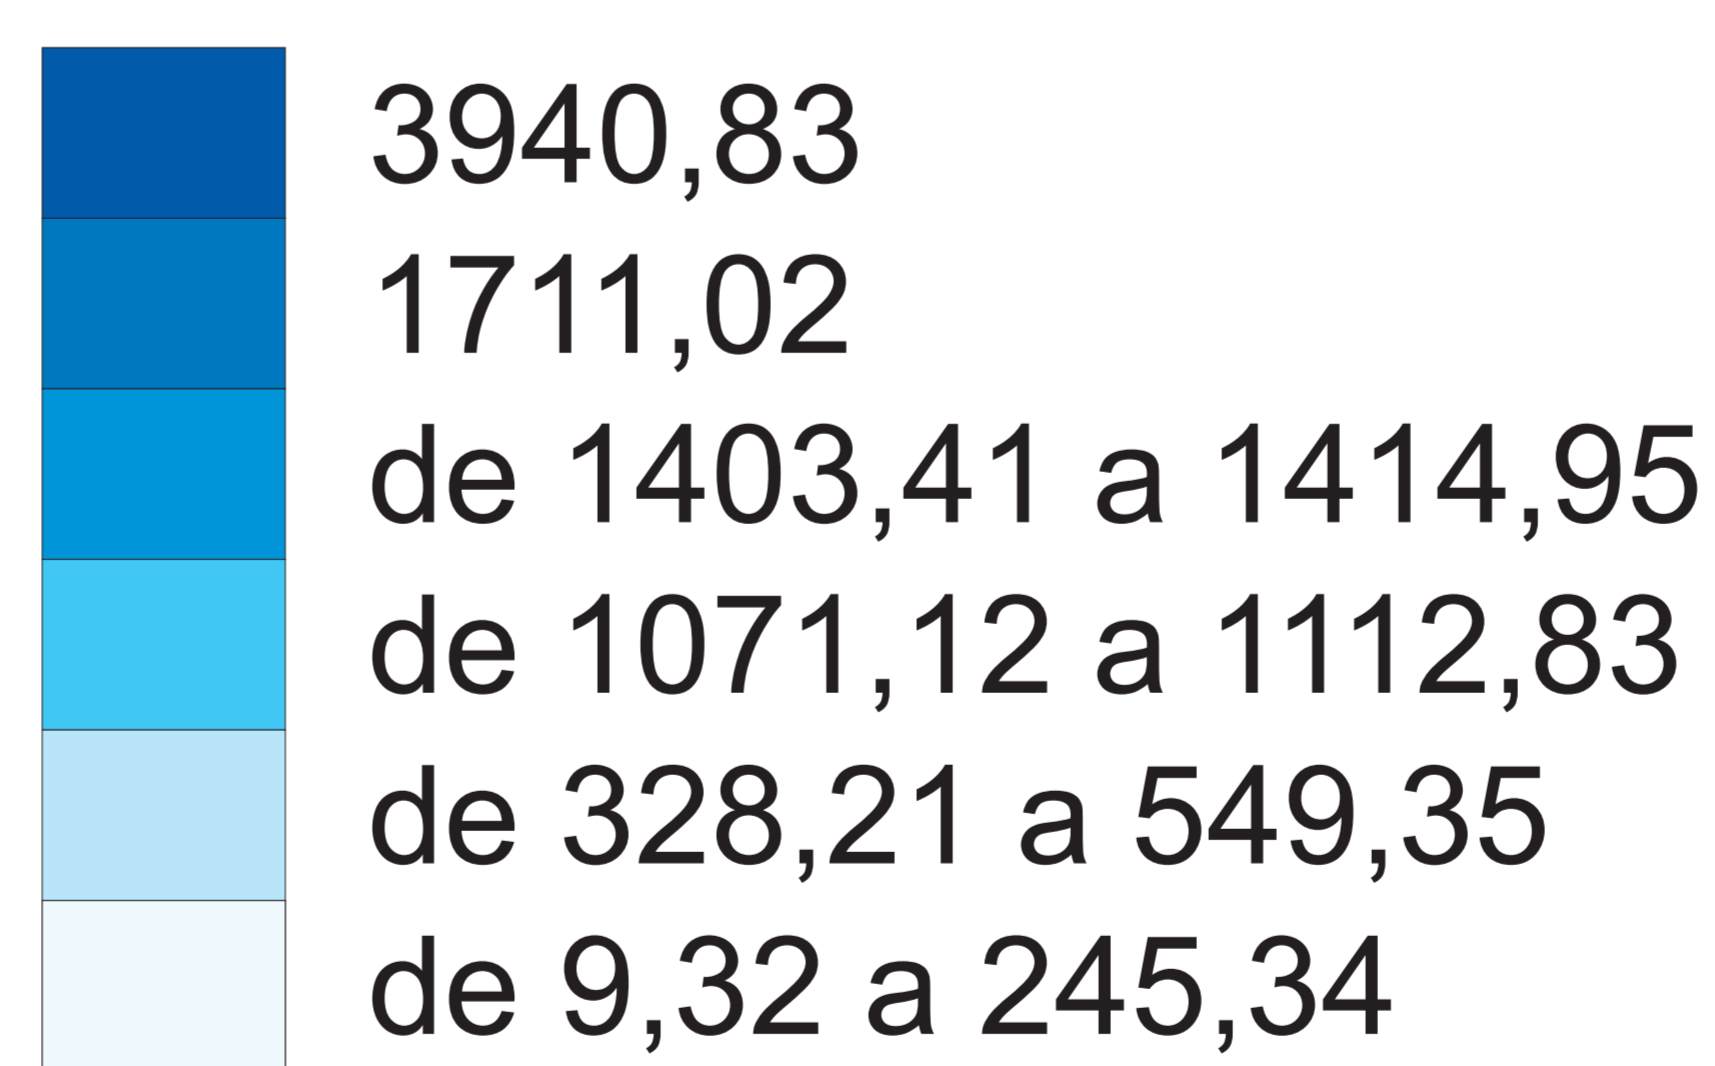 3940,83
1711,02
de 1403,41 a 1414,95
de 1071,12 a 1112,83
de 328,21 a 549,35
de 9,32 a 245,34